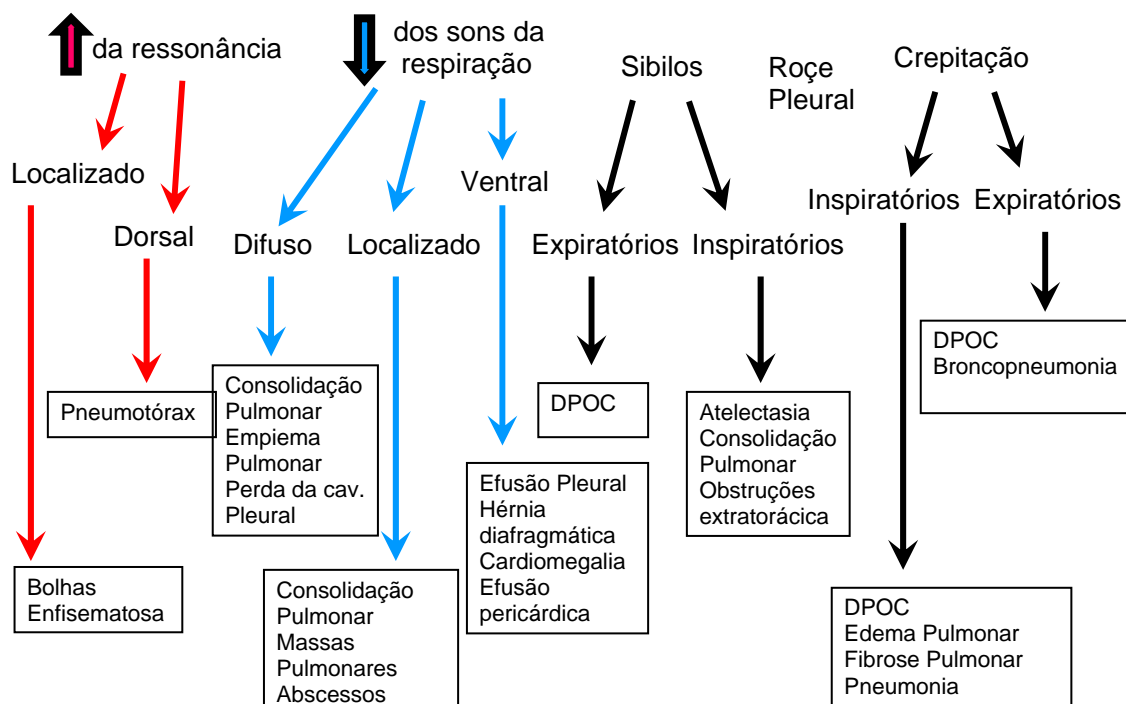 da ressonância
dos sons da
respiração
Sibilos
Roçe
Pleural
Crepitação
Localizado
Dorsal
Difuso
Localizado
Ventral
Expiratórios
Inspiratórios
Inspiratórios
Expiratórios
Pneumotórax
Bolhas
Enfisematosa
Consolidação
Pulmonar
Empiema
Pulmonar
Perda da cav.
Pleural
Consolidação
Pulmonar
Massas
Pulmonares
Abscessos
Efusão Pleural
Hérnia
diafragmática
Cardiomegalia
Efusão
pericárdica
DPOC
Atelectasia
Consolidação
Pulmonar
Obstruções
extratorácica
DPOC
Edema Pulmonar
Fibrose Pulmonar
Pneumonia
DPOC
Broncopneumonia